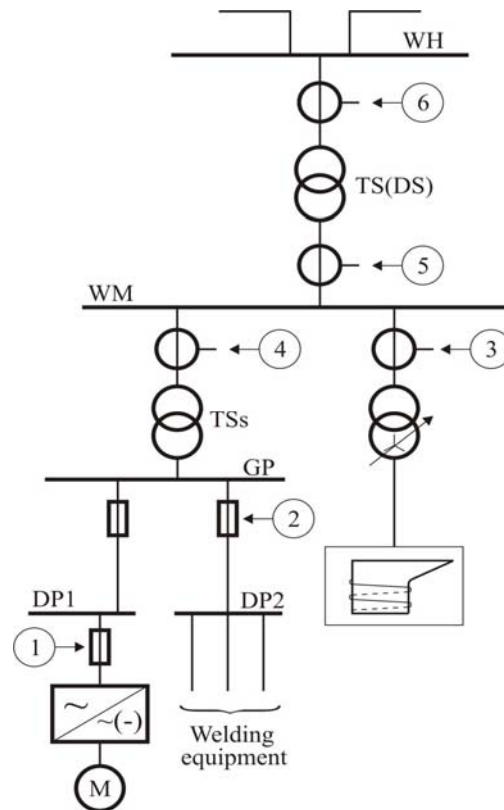 WH
6
TS(DS)
5
WM
4
3
TSs
GP
2
DP1
DP2
1
~
~(-)
Welding
equipment
M